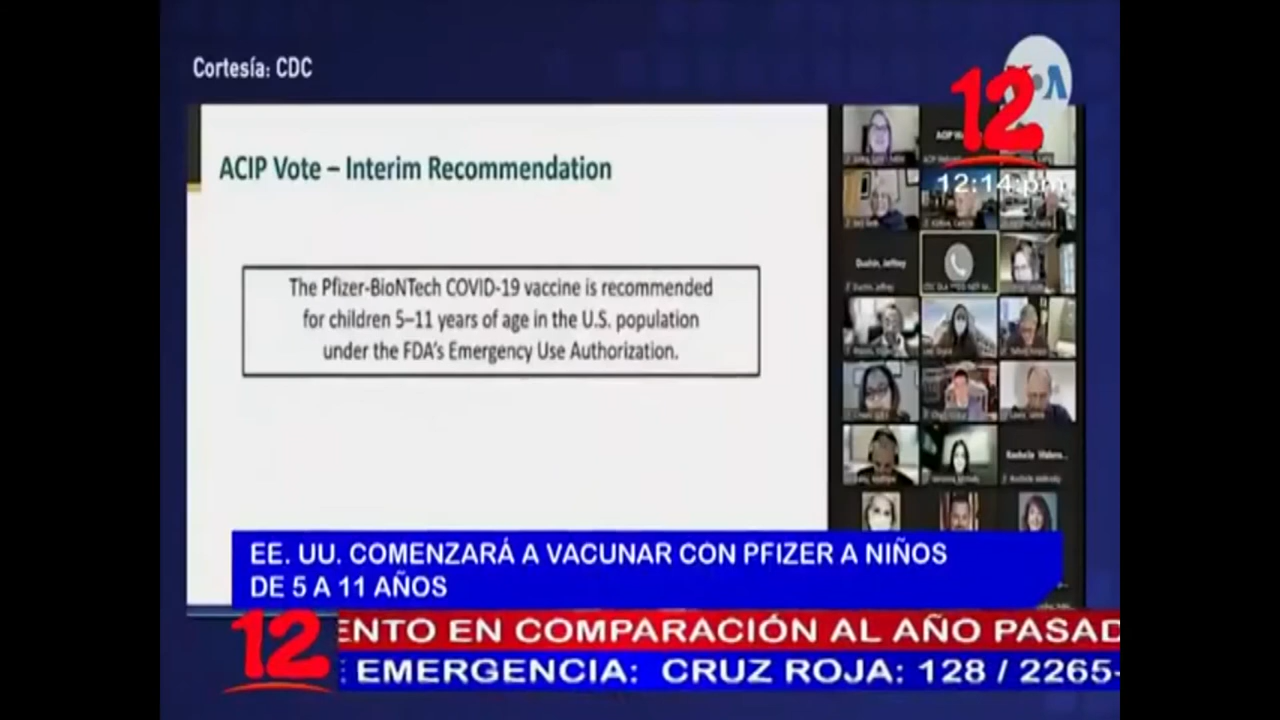 Cortesía: CDC
12
12:14:pm
ACIP Vote – Interim Recommendation
The Pfizer-BioNTech COVID-19 vaccine is recommended
for children 5–11 years of age in the U.S. population
under the FDA's Emergency Use Authorization.
Duchin, Jeffrey
EE. UU. COMENZARÁ A VACUNAR CON PFIZER A NIÑOS
DE 5 A 11 AÑOS
12
ENTO EN COMPARACIÓN AL AÑO PASAD
EMERGENCIA: CRUZ ROJA: 128 / 2265-